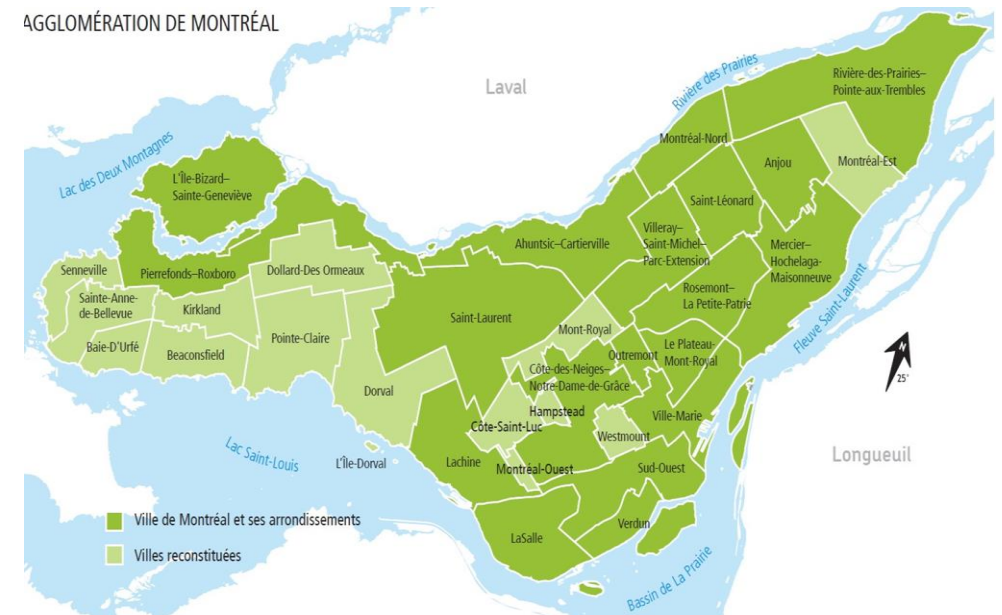 AGGLOMÉRATION DE MONTRÉAL
Laval
Rivière des Prairies
Rivière-des-Prairies–
Pointe-aux-Trembles
Lac des Deux Montagnes
Montréal-Nord
Anjou
Montréal-Est
L'Île-Bizard–
Sainte-Geneviève
Saint-Léonard
Ahuntsic–Cartierville
Villeray–
Saint-Michel–
Parc-Extension
Mercier–
Hochelaga-
Maisonneuve
Senneville
Pierrefonds–Roxboro
Dollard-Des Ormeaux
Sainte-Anne-
de-Bellevue
Kirkland
Rosemont–
La Petite-Patrie
Fleuve Saint-Laurent
Saint-Laurent
Mont-Royal
Baie-D'Urfé
Beaconsfield
Pointe-Claire
Outremont
Le Plateau-
Mont-Royal
N
25°
Dorval
Côte-des-Neiges–
Notre-Dame-de-Grâce
Hampstead
Côte-Saint-Luc
Ville-Marie
Westmount
Lac Saint-Louis
L'Île-Dorval
Lachine
Montréal-Ouest
Sud-Ouest
Longueuil
Ville de Montréal et ses arrondissements
Villes reconstituées
LaSalle
Verdun
Bassin de La Prairie